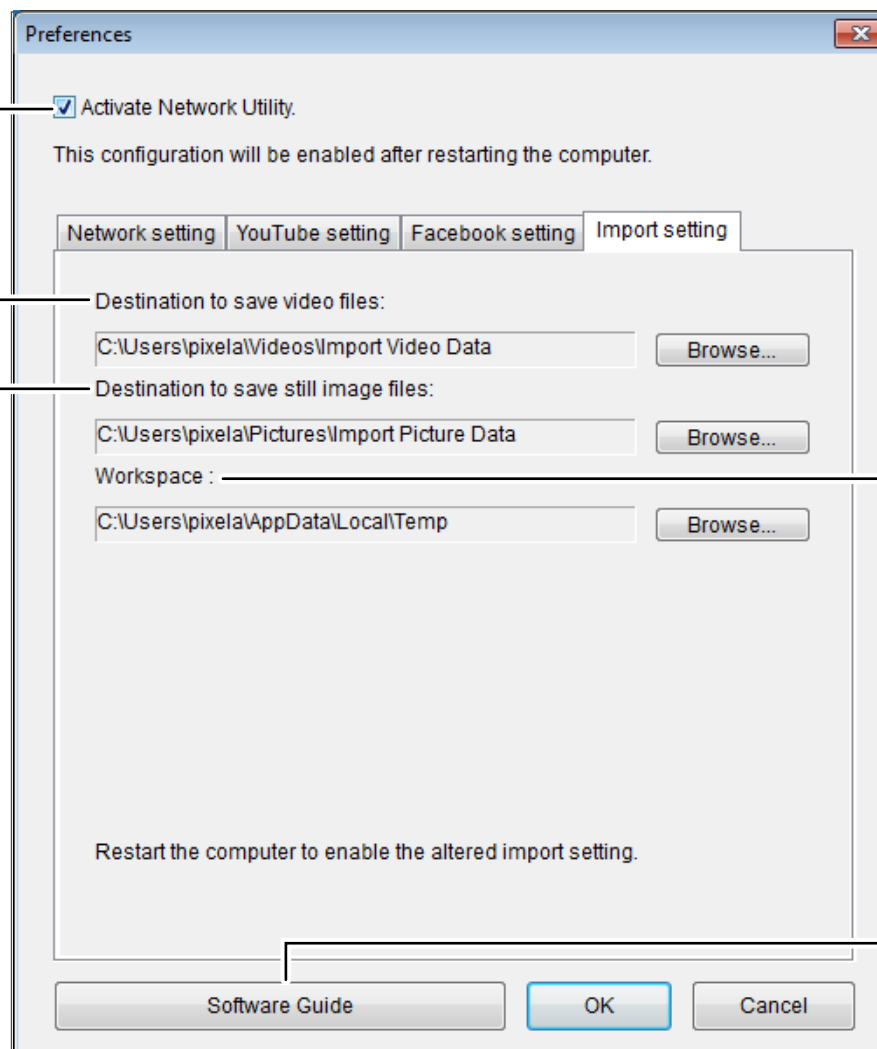 Preferences
Activate Network Utility.
This configuration will be enabled after restarting the computer.
Network setting YouTube setting Facebook setting Import setting
Destination to save video files:
C:\Users\pixela\Videos\Import Video Data Browse...
Destination to save still image files:
C:\Users\pixela\Pictures\Import Picture Data Browse...
Workspace :
C:\Users\pixela\AppData\Local\Temp Browse...
Restart the computer to enable the altered import setting.
Software Guide OK Cancel